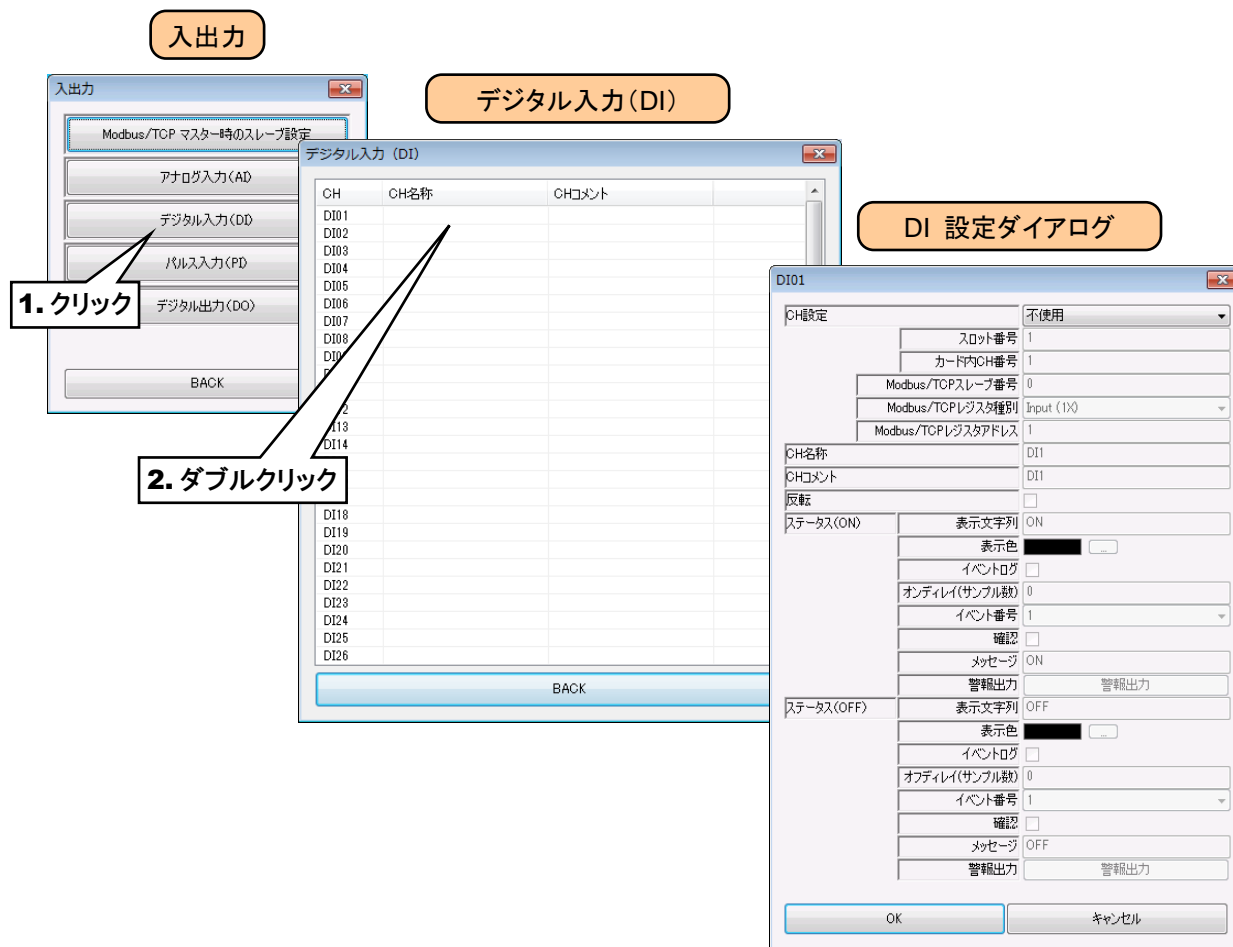 入出力
入出力
Modbus/TCP マスター時のスレーブ設定
アナログ入力(AI)
デジタル入力(DI)
パルス入力(PI)
デジタル出力(DO)
BACK
1. クリック
デジタル入力(DI)
デジタル入力 (DI)
CH CH名称 CHコメント
DI01
DI02
DI03
DI04
DI05
DI06
DI07
DI08
DI13
DI14
DI18
DI19
DI20
DI21
DI22
DI23
DI24
DI25
DI26
BACK
2. ダブルクリック
DI 設定ダイアログ
DI01
CH設定 不使用
スロット番号 1
カード内CH番号 1
Modbus/TCPスレーブ番号 0
Modbus/TCPレジスタ種別 Input (1X)
Modbus/TCPレジスタアドレス 1
CH名称 DI1
CHコメント DI1
反転
ステータス(ON) 表示文字列 ON
表示色 ...
イベントログ
オンディレイ(サンプル数) 0
イベント番号 1
確認
メッセージ ON
警報出力 警報出力
ステータス(OFF) 表示文字列 OFF
表示色 ...
イベントログ
オフディレイ(サンプル数) 0
イベント番号 1
確認
メッセージ OFF
警報出力 警報出力
OK キャンセル